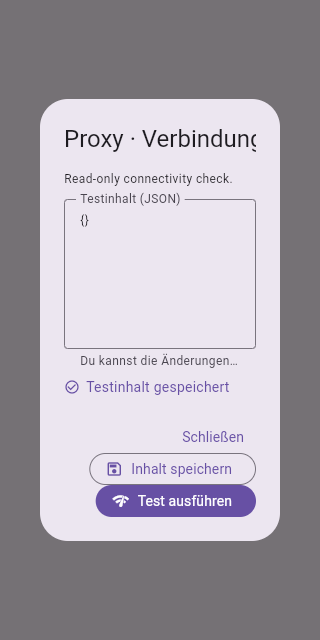 Proxy · Verbindung
Read-only connectivity check.
Testinhalt (JSON)
{}
Du kannst die Änderungen…
Testinhalt gespeichert
Schließen
Inhalt speichern
Test ausführen